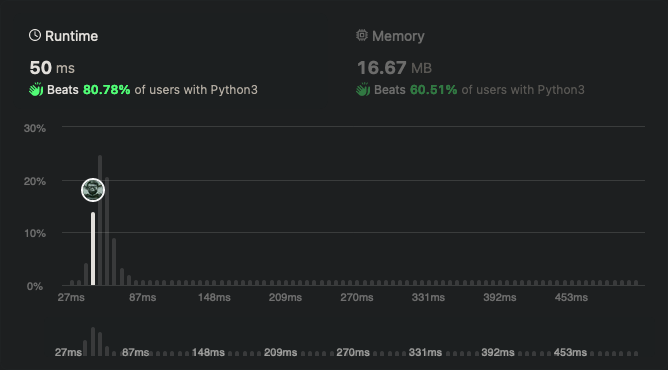 Runtime
Memory
50 ms
16.67 MB
Beats 80.78% of users with Python3
Beats 60.51% of users with Python3
30%
20%
10%
0%
27ms 87ms 148ms 209ms 270ms 331ms 392ms 453ms
27ms 87ms 148ms 209ms 270ms 331ms 392ms 453ms